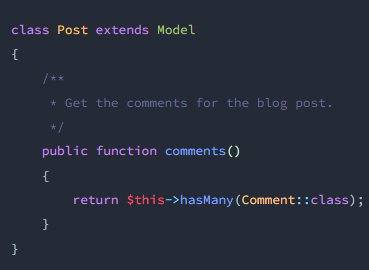 class Post extends Model
{
    /**
     * Get the comments for the blog post.
     */
    public function comments()
    {
        return $this->hasMany(Comment::class);
    }
}